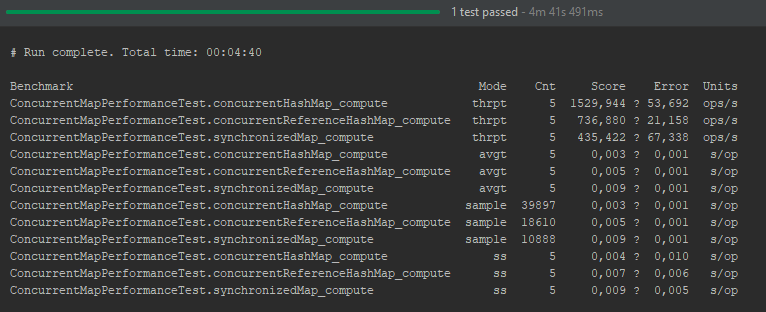 1 test passed - 4m 41s 491ms
# Run complete. Total time: 00:04:40
Benchmark Mode Cnt Score Error Units
ConcurrentMapPerformanceTest.concurrentHashMap_compute thrpt 5 1529,944 ? 53,692 ops/s
ConcurrentMapPerformanceTest.concurrentReferenceHashMap_compute thrpt 5 736,880 ? 21,158 ops/s
ConcurrentMapPerformanceTest.synchronizedMap_compute thrpt 5 435,422 ? 67,338 ops/s
ConcurrentMapPerformanceTest.concurrentHashMap_compute avgt 5 0,003 ? 0,001 s/op
ConcurrentMapPerformanceTest.concurrentReferenceHashMap_compute avgt 5 0,005 ? 0,001 s/op
ConcurrentMapPerformanceTest.synchronizedMap_compute avgt 5 0,009 ? 0,001 s/op
ConcurrentMapPerformanceTest.concurrentHashMap_compute sample 39897 0,003 ? 0,001 s/op
ConcurrentMapPerformanceTest.concurrentReferenceHashMap_compute sample 18610 0,005 ? 0,001 s/op
ConcurrentMapPerformanceTest.synchronizedMap_compute sample 10888 0,009 ? 0,001 s/op
ConcurrentMapPerformanceTest.concurrentHashMap_compute ss 5 0,004 ? 0,010 s/op
ConcurrentMapPerformanceTest.concurrentReferenceHashMap_compute ss 5 0,007 ? 0,006 s/op
ConcurrentMapPerformanceTest.synchronizedMap_compute ss 5 0,009 ? 0,005 s/op